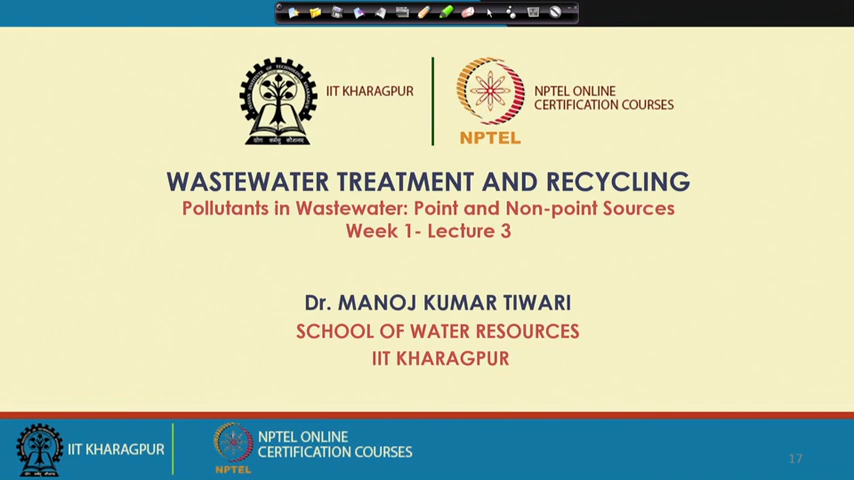 IIT KHARAGPUR
NPTEL ONLINE
CERTIFICATION COURSES
NPTEL
WASTEWATER TREATMENT AND RECYCLING
Pollutants in Wastewater: Point and Non-point Sources
Week 1- Lecture 3
Dr. MANOJ KUMAR TIWARI
SCHOOL OF WATER RESOURCES
IIT KHARAGPUR
IIT KHARAGPUR
NPTEL ONLINE
CERTIFICATION COURSES
NPTEL
17